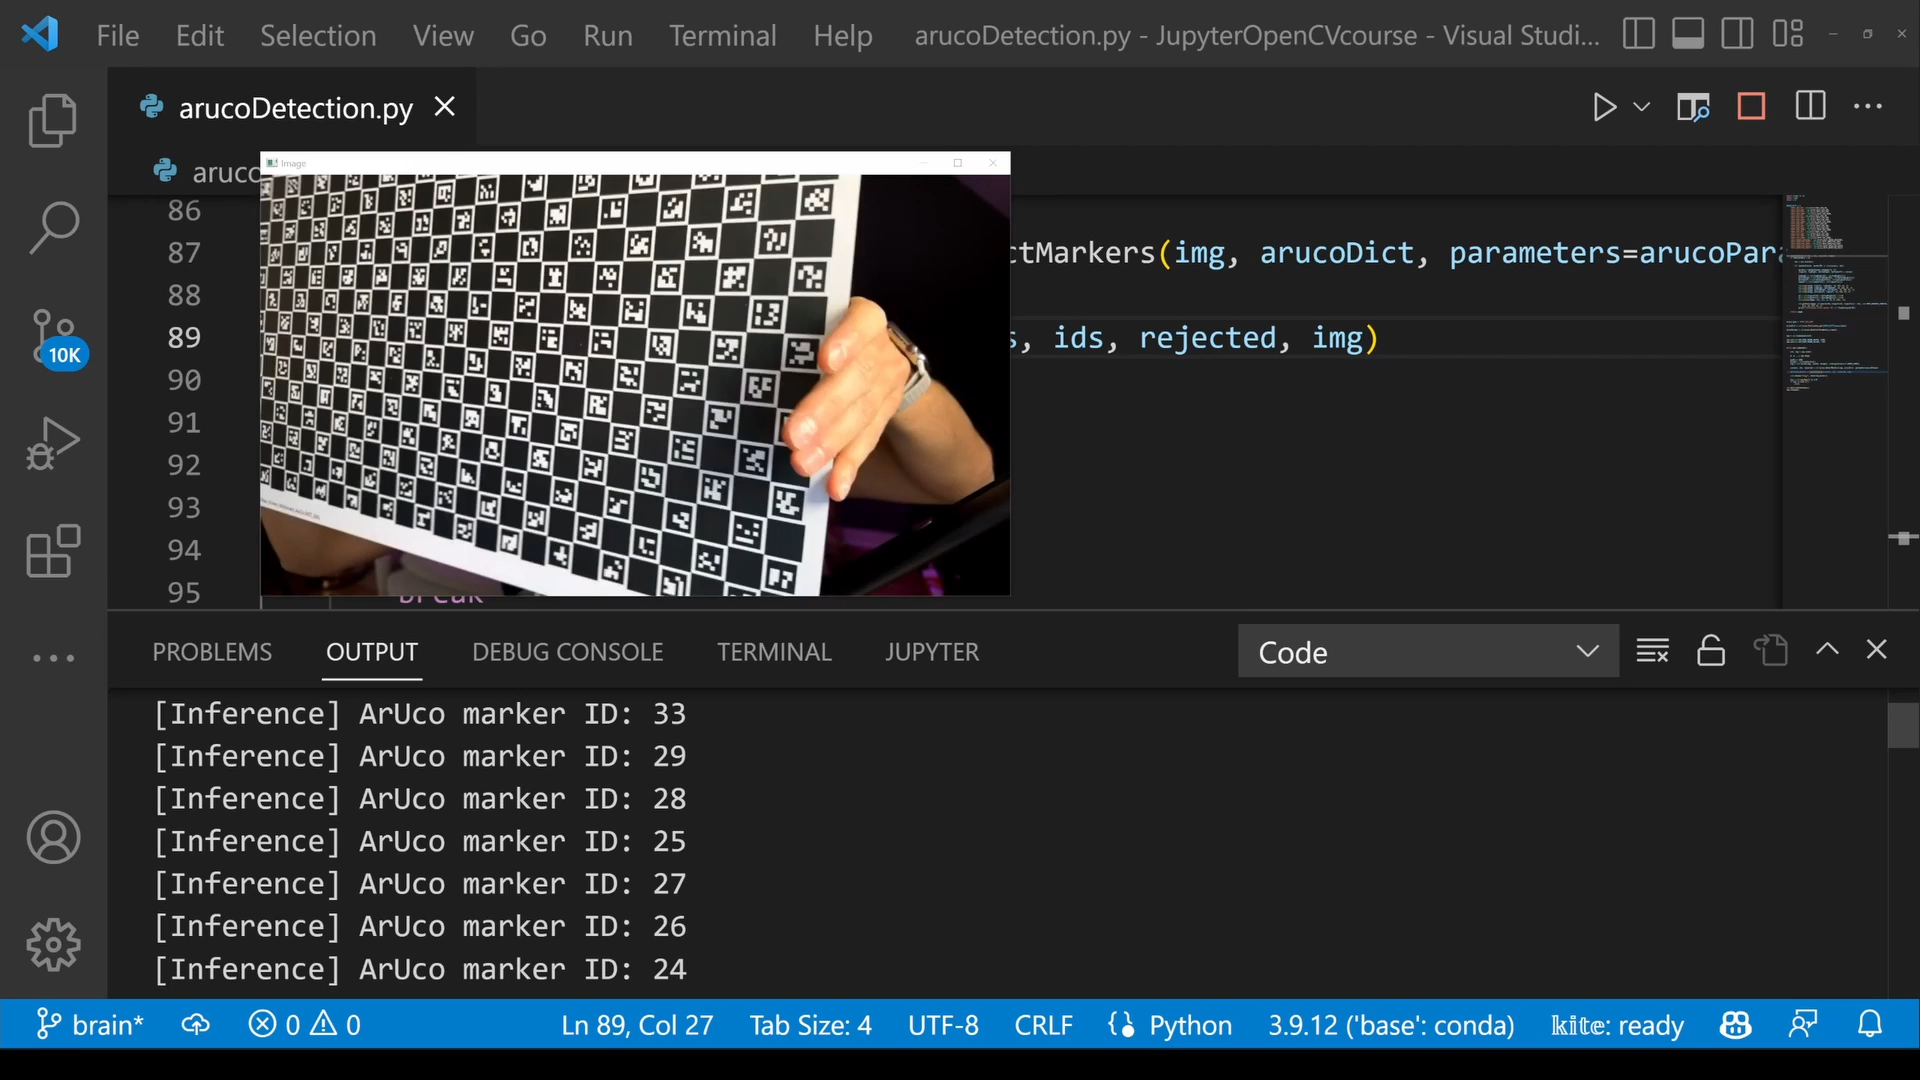 File Edit Selection View Go Run Terminal Help arucoDetection.py - JupyterOpenCVcourse - Visual Studi...
arucoDetection.py
Image
aruco
86
87 ctMarkers(img, arucoDict, parameters=arucoPara
88
89 s, ids, rejected, img)
90
91
92
93
94
95 break
10K
PROBLEMS OUTPUT DEBUG CONSOLE TERMINAL JUPYTER Code
[Inference] ArUco marker ID: 33
[Inference] ArUco marker ID: 29
[Inference] ArUco marker ID: 28
[Inference] ArUco marker ID: 25
[Inference] ArUco marker ID: 27
[Inference] ArUco marker ID: 26
[Inference] ArUco marker ID: 24
brain* 0 0 Ln 89, Col 27 Tab Size: 4 UTF-8 CRLF Python 3.9.12 ('base': conda) kite: ready